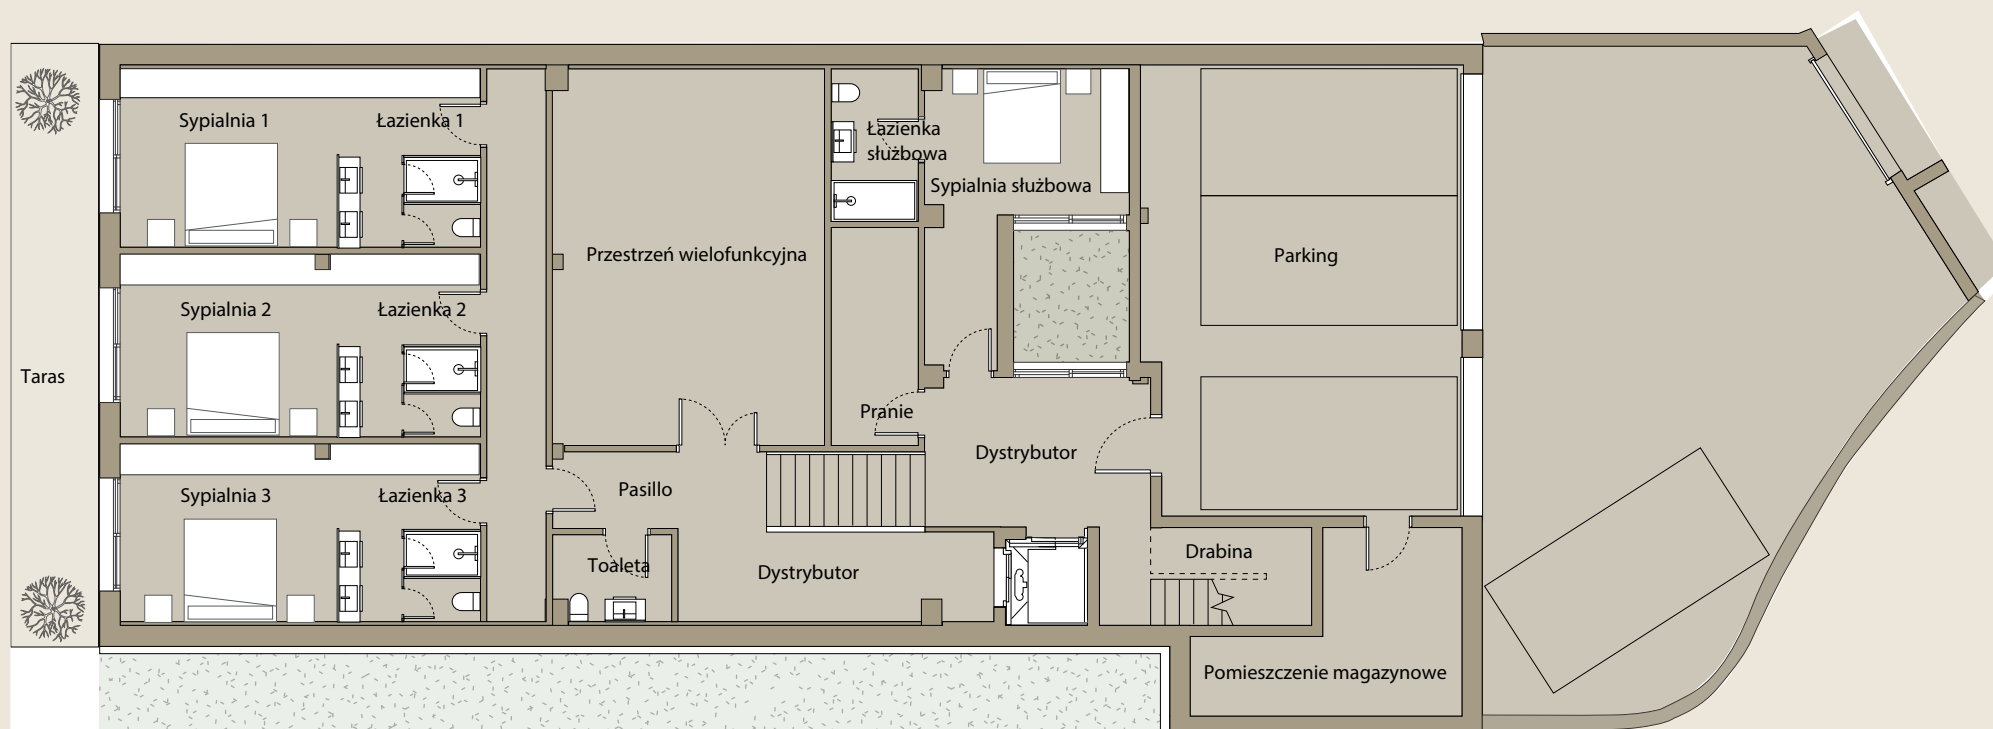 Sypialnia 1
Łazienka 1
Łazienka
służbowa
Sypialnia służbowa
Przestrzeń wielofunkcyjna
Parking
Sypialnia 2
Łazienka 2
Taras
Pranie
Dystrybutor
Sypialnia 3
Łazienka 3
Pasillo
Toaleta
Dystrybutor
Drabina
Pomieszczenie magazynowe